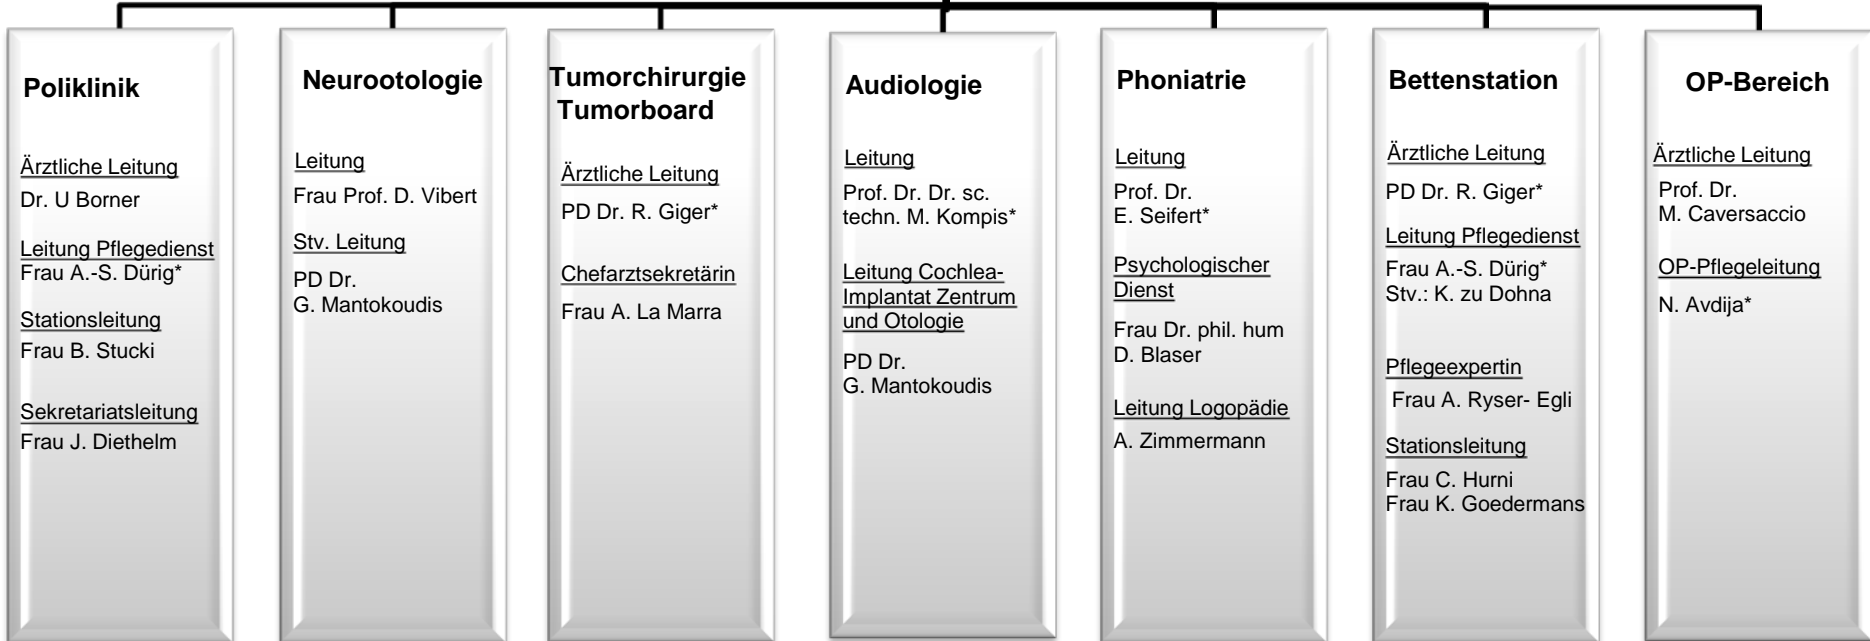 Poliklinik
Ärztliche Leitung
Dr. U Borner
Leitung Pflegedienst
Frau A.-S. Dürig*
Stationsleitung
Frau B. Stucki
Sekretariatsleitung
Frau J. Diethelm
Neurootologie
Leitung
Frau Prof. D. Vibert
Stv. Leitung
PD Dr.
G. Mantokoudis
Tumorchirurgie
Tumorboard
Ärztliche Leitung
PD Dr. R. Giger*
Chefarztsekretärin
Frau A. La Marra
Audiologie
Leitung
Prof. Dr. Dr. sc.
techn. M. Kompis*
Leitung Cochlea-
Implantat Zentrum
und Otologie
PD Dr.
G. Mantokoudis
Phoniatrie
Leitung
Prof. Dr.
E. Seifert*
Psychologischer
Dienst
Frau Dr. phil. hum
D. Blaser
Leitung Logopädie
A. Zimmermann
Bettenstation
Ärztliche Leitung
PD Dr. R. Giger*
Leitung Pflegedienst
Frau A.-S. Dürig*
Stv.: K. zu Dohna
Pflegeexpertin
Frau A. Ryser- Egli
Stationsleitung
Frau C. Hurni
Frau K. Goedermans
OP-Bereich
Ärztliche Leitung
Prof. Dr.
M. Caversaccio
OP-Pflegeleitung
N. Avdija*